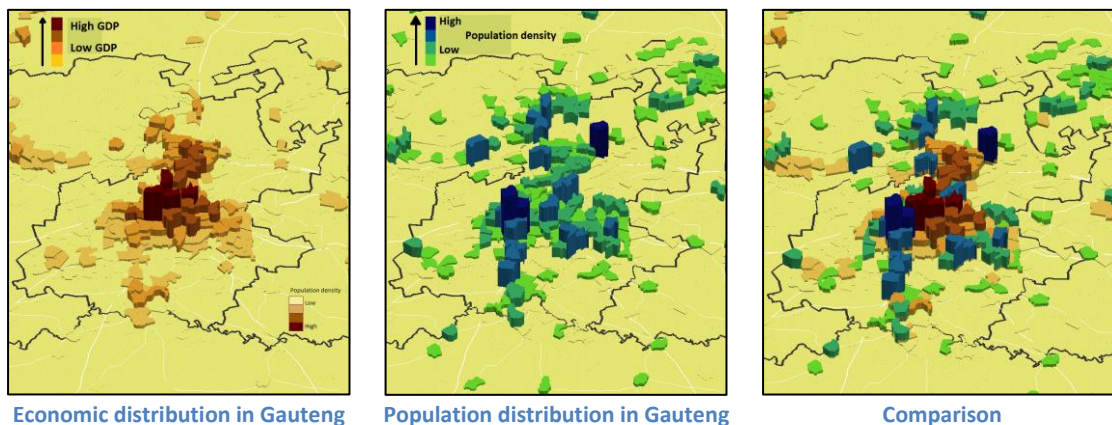 High GDP
Low GDP
Population density
Low
High
Economic distribution in Gauteng
High
Population density
Low
Population distribution in Gauteng
Comparison